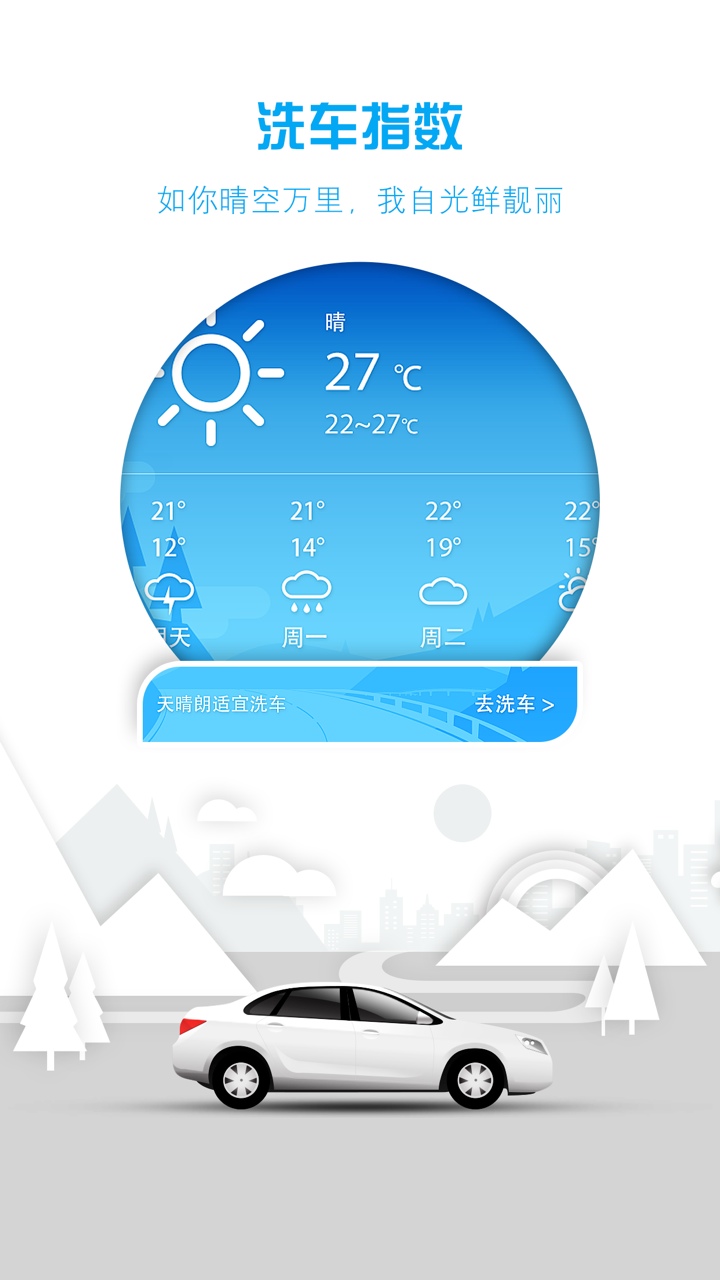 洗车指数
如你晴空万里，我自光鲜靓丽
晴
27 ℃
22~27℃
21° 21° 22° 22°
12° 14° 19° 15°
明天 周一 周二
天晴朗适宜洗车 去洗车 >